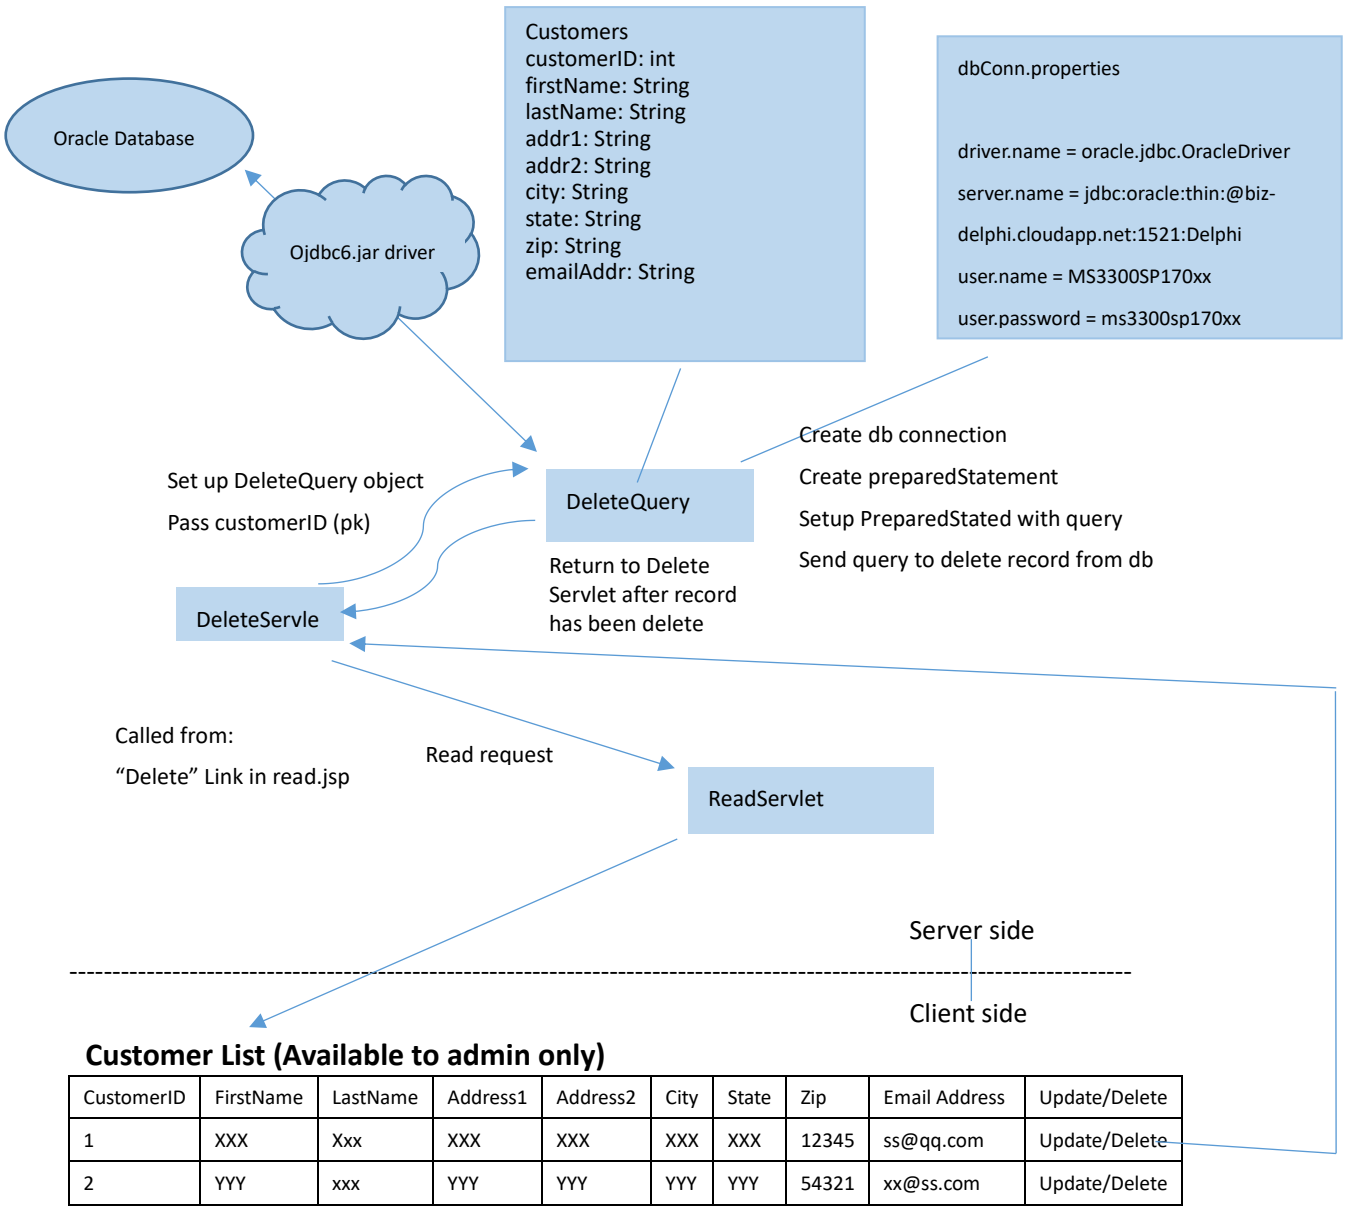 Customers
customerID: int
firstName: String
lastName: String
addr1: String
addr2: String
city: String
state: String
zip: String
emailAddr: String
dbConn.properties
driver.name = oracle.jdbc.OracleDriver
server.name = jdbc:oracle:thin:@biz-
delphi.cloudapp.net:1521:Delphi
user.name = MS3300SP170xx
user.password = ms3300sp170xx
Oracle Database
Ojdbc6.jar driver
Create db connection
Create preparedStatement
Setup PreparedStated with query
Send query to delete record from db
Set up DeleteQuery object
Pass customerID (pk)
DeleteQuery
Return to Delete
Servlet after record
has been delete
DeleteServle
Called from:
“Delete” Link in read.jsp
Read request
ReadServlet
Server side
Client side
Customer List (Available to admin only)
CustomerID FirstName LastName Address1 Address2 City State Zip Email Address Update/Delete
1 XXX Xxx XXX XXX XXX XXX 12345 ss@qq.com Update/Delete
2 YYY xxx YYY YYY YYY YYY 54321 xx@ss.com Update/Delete